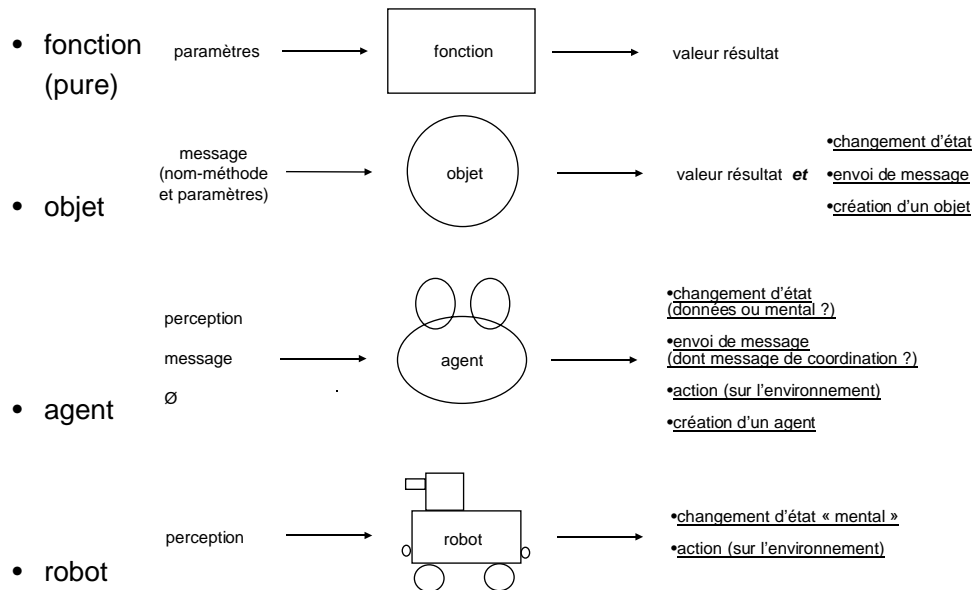 • fonction
(pure)
paramètres
fonction
valeur résultat
• objet
message
(nom-méthode
et paramètres)
objet
valeur résultat et
•changement d'état
•envoi de message
•création d'un objet
• agent
perception
message
Ø
.
agent
•changement d'état
(données ou mental ?)
•envoi de message
(dont message de coordination ?)
•action (sur l'environnement)
•création d'un agent
• robot
perception
robot
•changement d'état « mental »
•action (sur l'environnement)